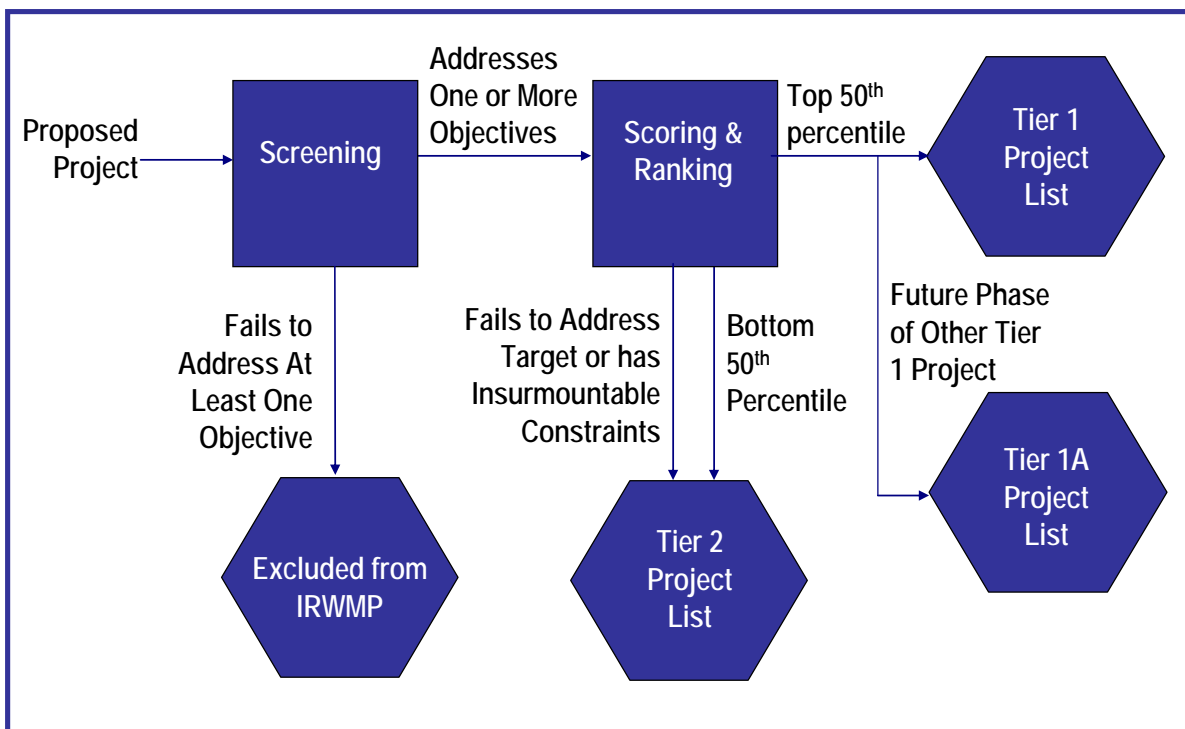 Proposed
Project
Screening
Addresses
One or More
Objectives
Scoring &
Ranking
Top 50th
percentile
Tier 1
Project
List
Fails to
Address At
Least One
Objective
Fails to Address
Target or has
Insurmountable
Constraints
Bottom
50th
Percentile
Future Phase
of Other Tier
1 Project
Excluded from
IRWMP
Tier 2
Project
List
Tier 1A
Project
List